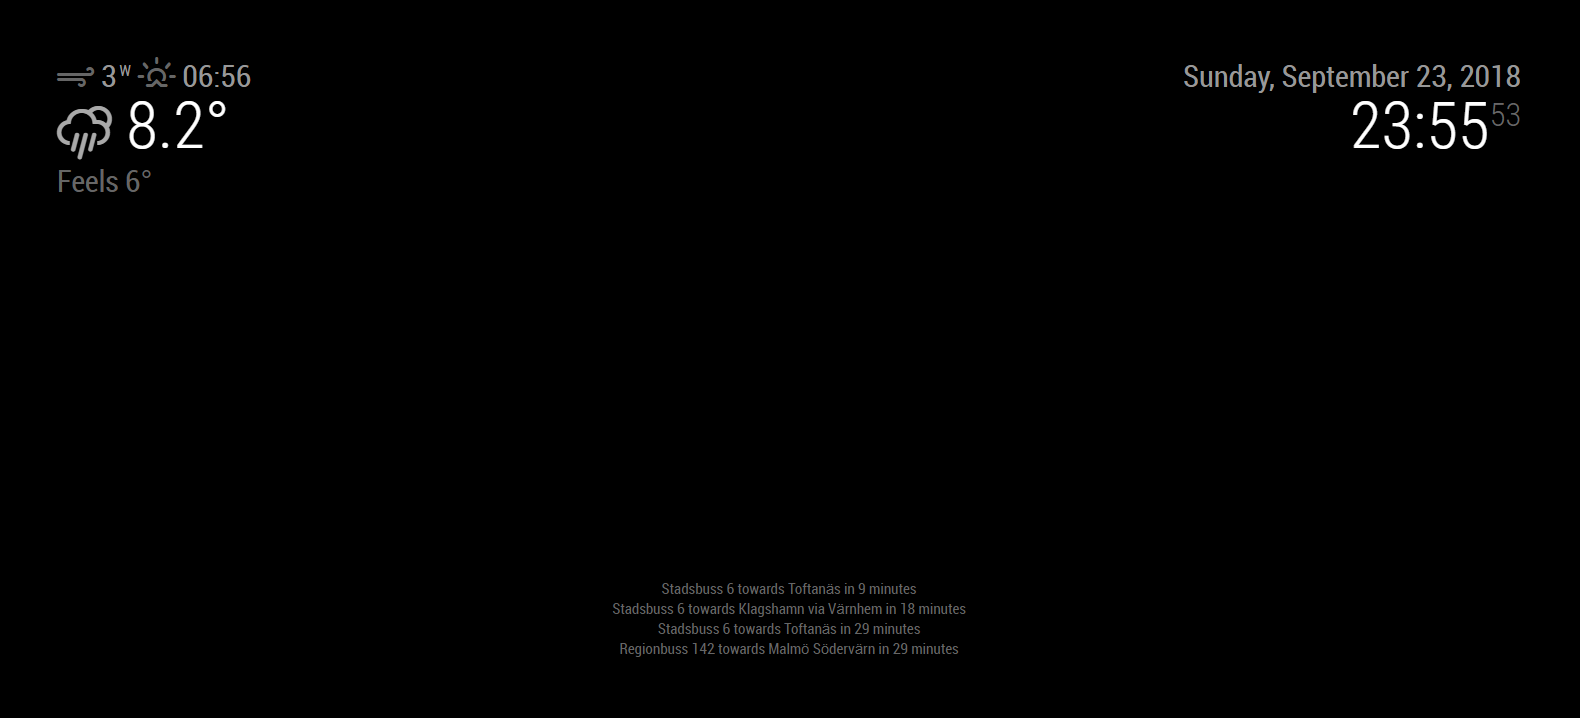 3 W 06:56
8.2°
Feels 6°
Sunday, September 23, 2018
23:55 53
Stadsbuss 6 towards Toftanäs in 9 minutes
Stadsbuss 6 towards Klagshamn via Värnhem in 18 minutes
Stadsbuss 6 towards Toftanäs in 29 minutes
Regionbuss 142 towards Malmö Södervärn in 29 minutes